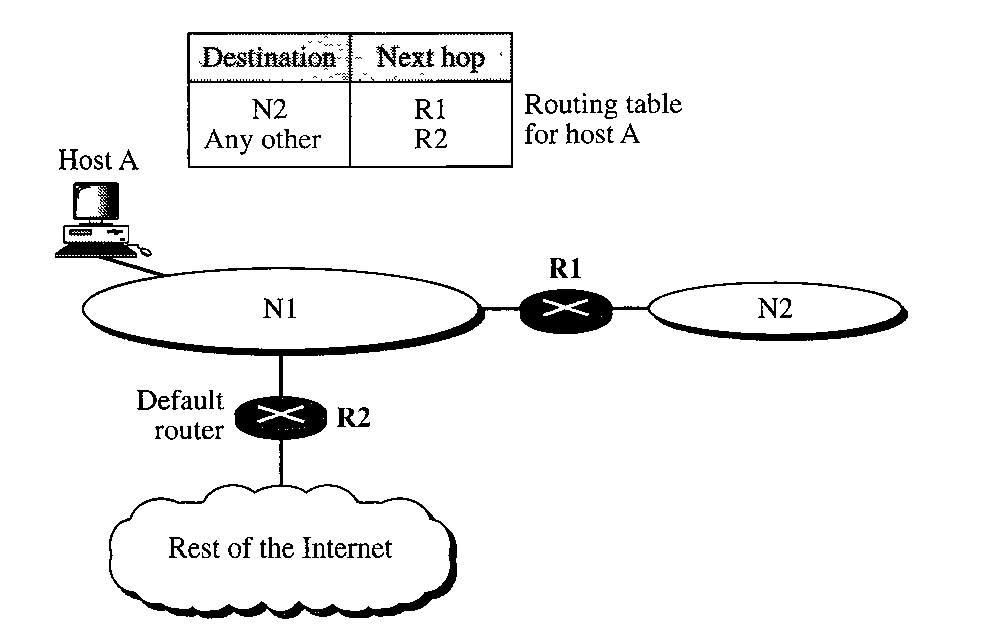 Destination Next hop
N2 R1
Any other R2
Routing table
for host A
Host A
N1
R1
N2
Default
router
R2
Rest of the Internet